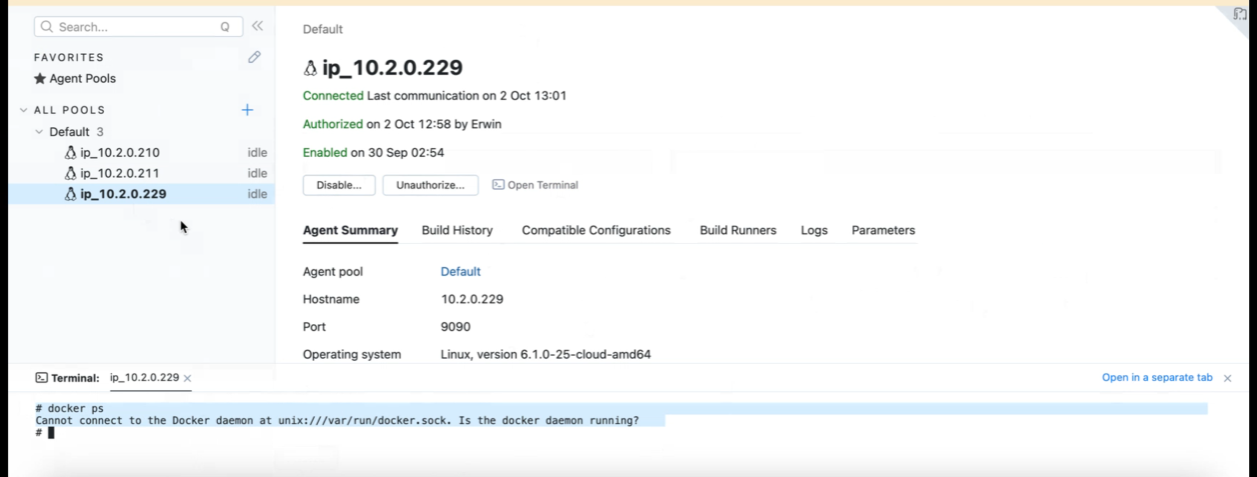 Search... Q
FAVORITES
Agent Pools
ALL POOLS
Default 3
ip_10.2.0.210 idle
ip_10.2.0.211 idle
ip_10.2.0.229 idle
Default
ip_10.2.0.229
Connected Last communication on 2 Oct 13:01
Authorized on 2 Oct 12:58 by Erwin
Enabled on 30 Sep 02:54
Disable... Unauthorize... Open Terminal
Agent Summary Build History Compatible Configurations Build Runners Logs Parameters
Agent pool Default
Hostname 10.2.0.229
Port 9090
Operating system Linux, version 6.1.0-25-cloud-amd64
Terminal: ip_10.2.0.229 × Open in a separate tab ×
# docker ps
Cannot connect to the Docker daemon at unix:///var/run/docker.sock. Is the docker daemon running?
#